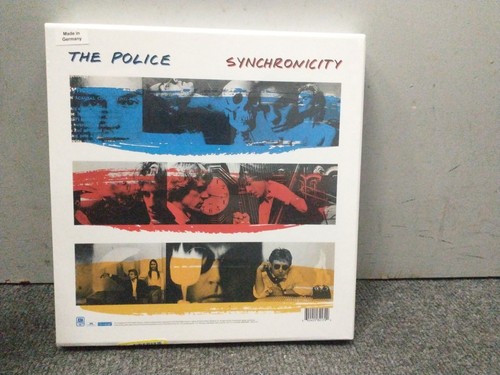 Made in
Germany
THE POLICE
SYNCHRONICITY